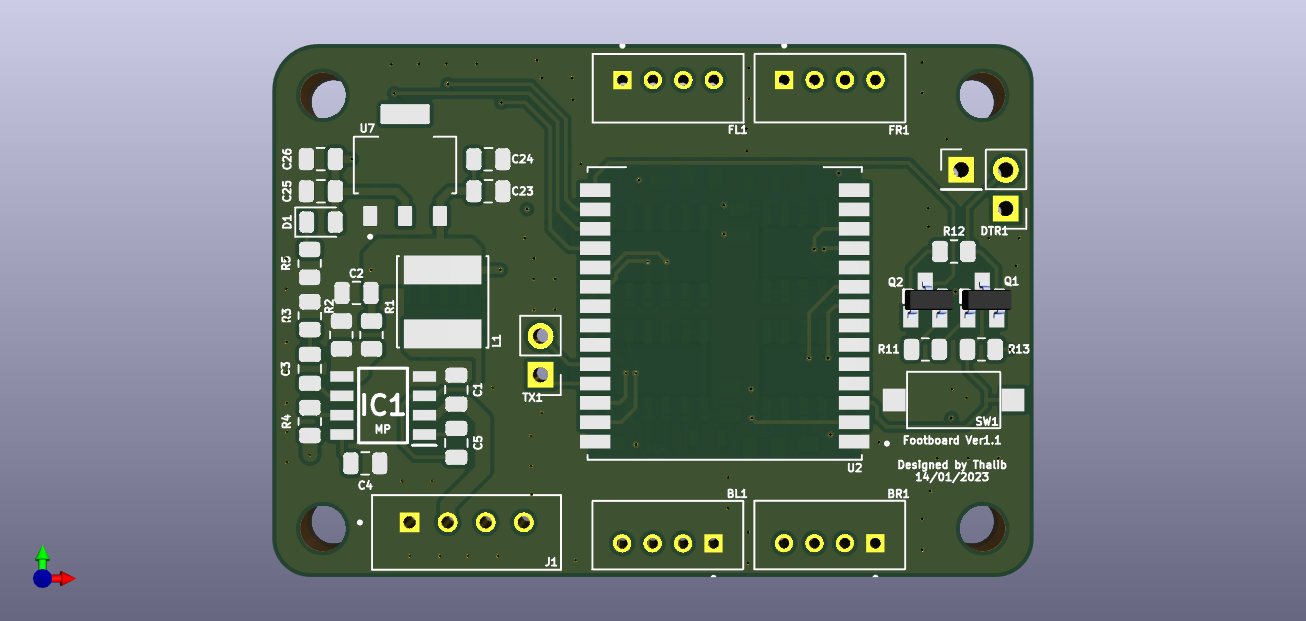 FL1
FR1
U7
C26
C24
C25
C23
D1
R12
DTR1
R5
C2
Q2
Q1
R2
R1
R3
L1
R11
R13
C3
C1
TX1
IC1
MP
R4
SW1
C5
Footboard Ver1.1
U2
Designed by Thalib
14/01/2023
C4
BL1
BR1
J1